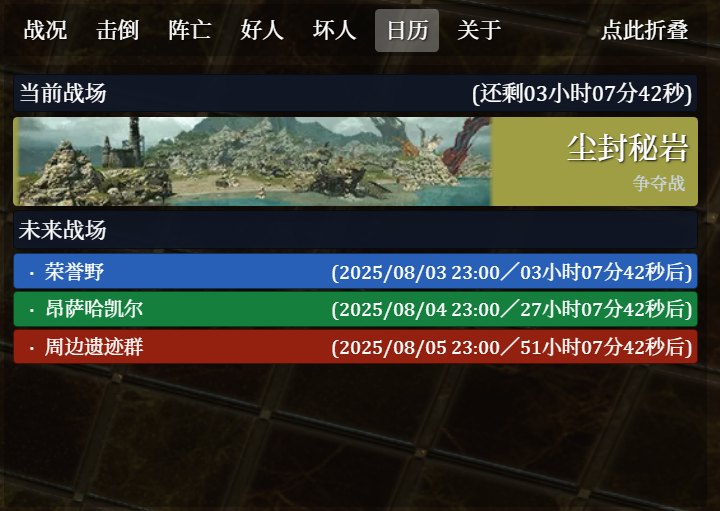 战况 击倒 阵亡 好人 坏人 日历 关于 点此折叠
当前战场 (还剩03小时07分42秒)
尘封秘岩
争夺战
未来战场
· 荣誉野 (2025/08/03 23:00／03小时07分42秒后)
· 昂萨哈凯尔 (2025/08/04 23:00／27小时07分42秒后)
· 周边遗迹群 (2025/08/05 23:00／51小时07分42秒后)